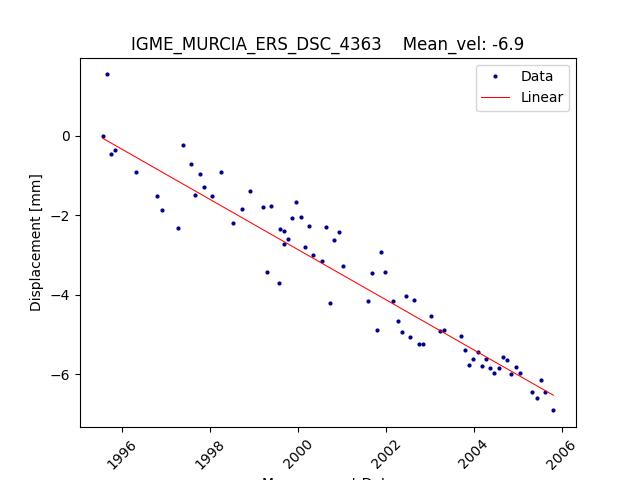 IGME_MURCIA_ERS_DSC_4363    Mean_vel: -6.9
Data
Linear
Displacement [mm]
0
−2
−4
−6
1996
1998
2000
2002
2004
2006